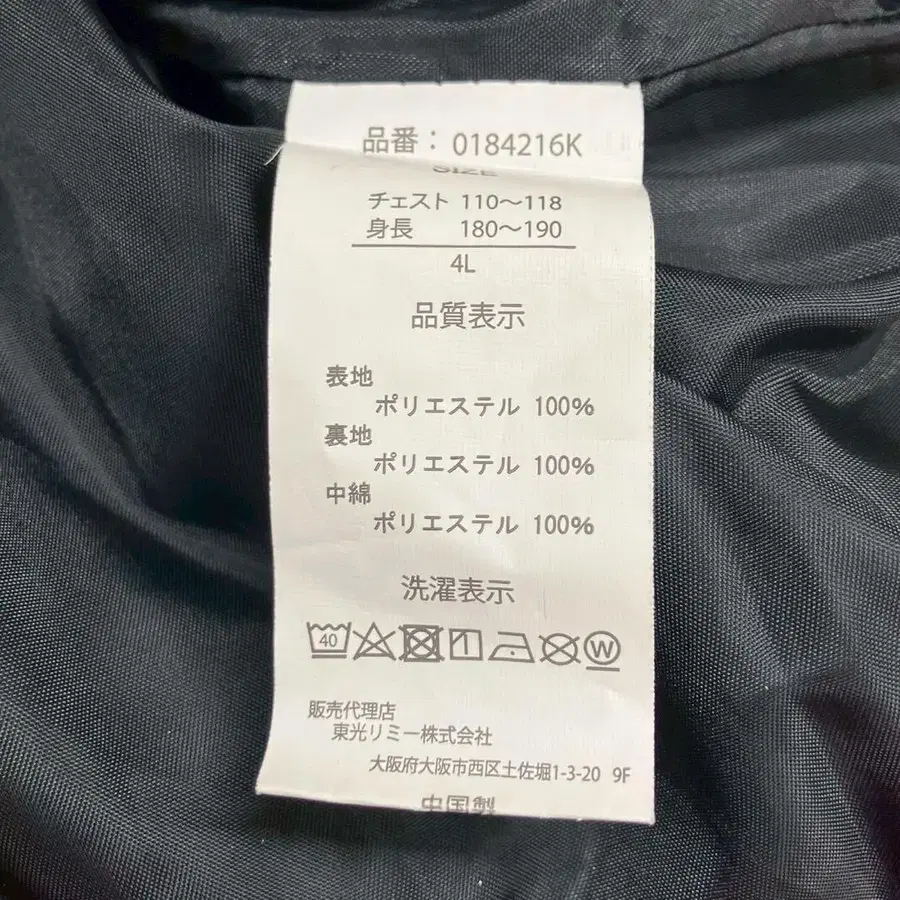 品番： 0184216K
SIZE
チェスト 110～118
身長 180～190
4L
品質表示
表地
ポリエステル 100%
裏地
ポリエステル 100%
中綿
ポリエステル 100%
洗濯表示
40 W
販売代理店
東光リミー株式会社
大阪府大阪市西区土佐堀1-3-20 9F
中国製